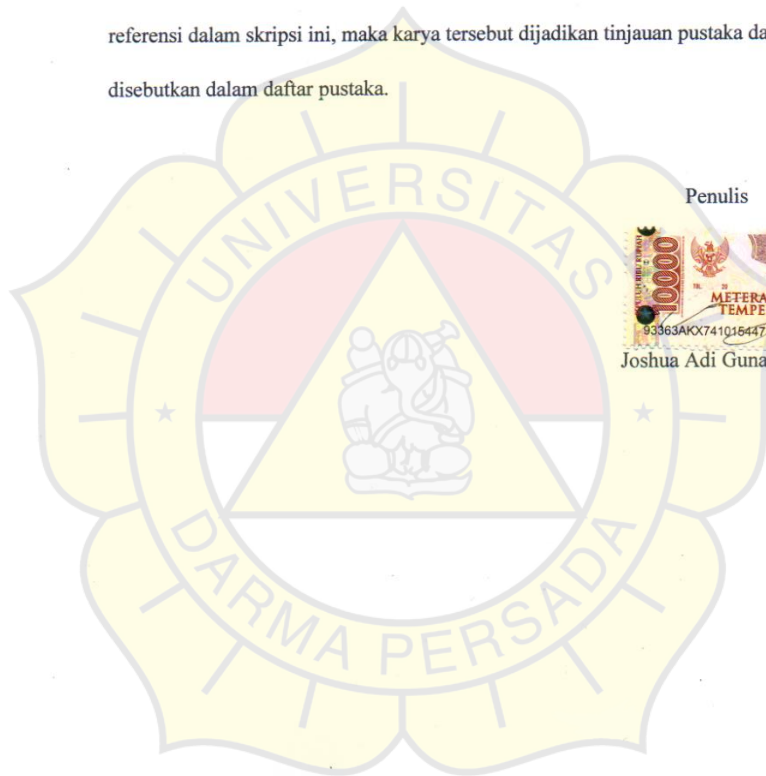 referensi dalam skripsi ini, maka karya tersebut dijadikan tinjauan pustaka da
disebutkan dalam daftar pustaka.
UNIVERSITAS
Penulis
10000
METERA
TEMPE
93363AKX74101544
Joshua Adi Guna
DARMA PERSADA